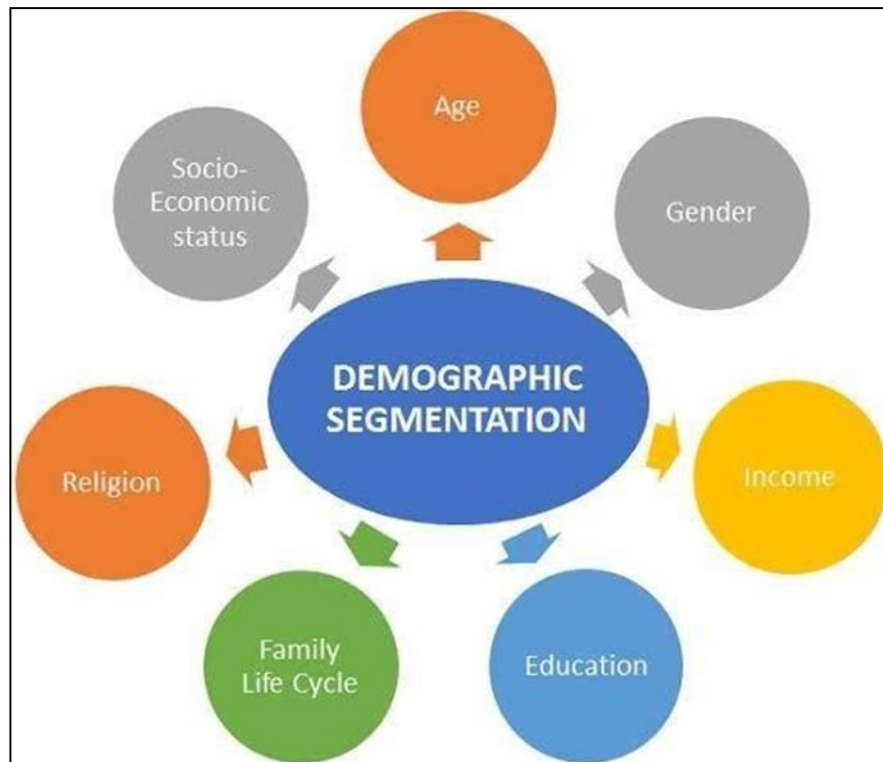 Age
Gender
Income
Education
Family
Life Cycle
Religion
Socio-
Economic
status
DEMOGRAPHIC
SEGMENTATION